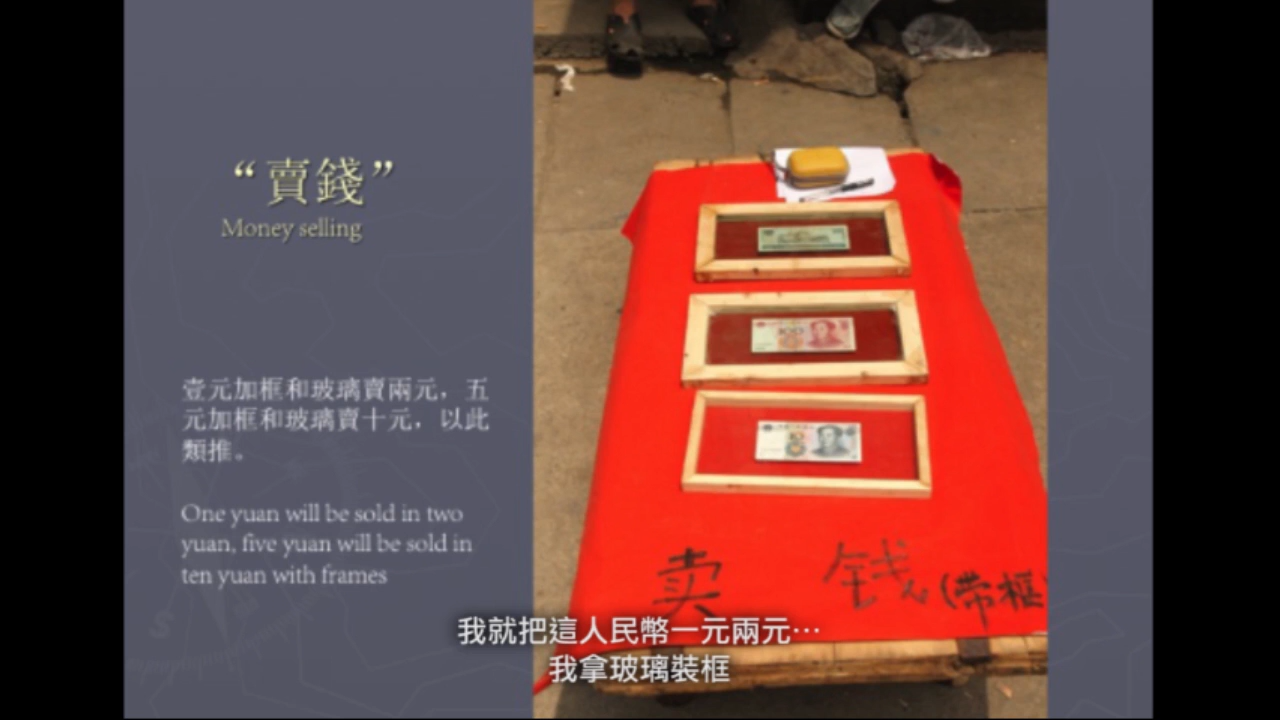 “賣錢”
Money selling
壹元加框和玻璃賣兩元，五
元加框和玻璃賣十元，以此
類推。
One yuan will be sold in two
yuan, five yuan will be sold in
ten yuan with frames
100
卖 钱(带框)
我就把這人民幣一元兩元…
我拿玻璃裝框